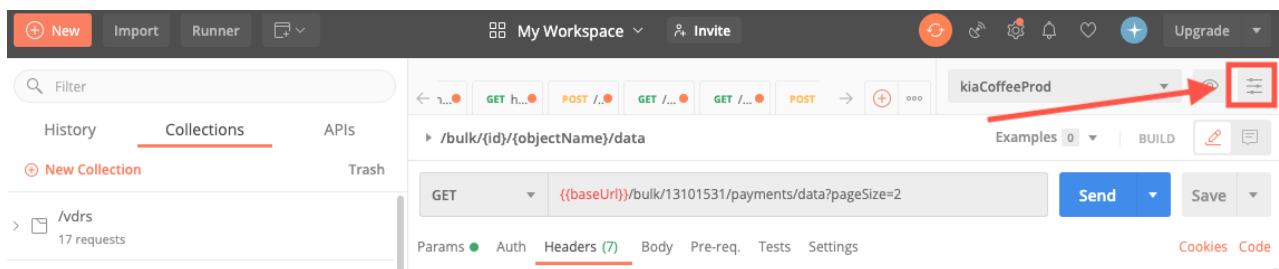 New Import Runner My Workspace Invite Upgrade
Filter
GET h... POST /.. GET /... GET /... POST
kiaCoffeeProd
History Collections APIs
/bulk/{id}/{objectName}/data Examples 0 BUILD
New Collection Trash
GET {{baseUrl}}/bulk/13101531/payments/data?pageSize=2 Send Save
/vdrs
17 requests
Params Auth Headers (7) Body Pre-req. Tests Settings Cookies Code